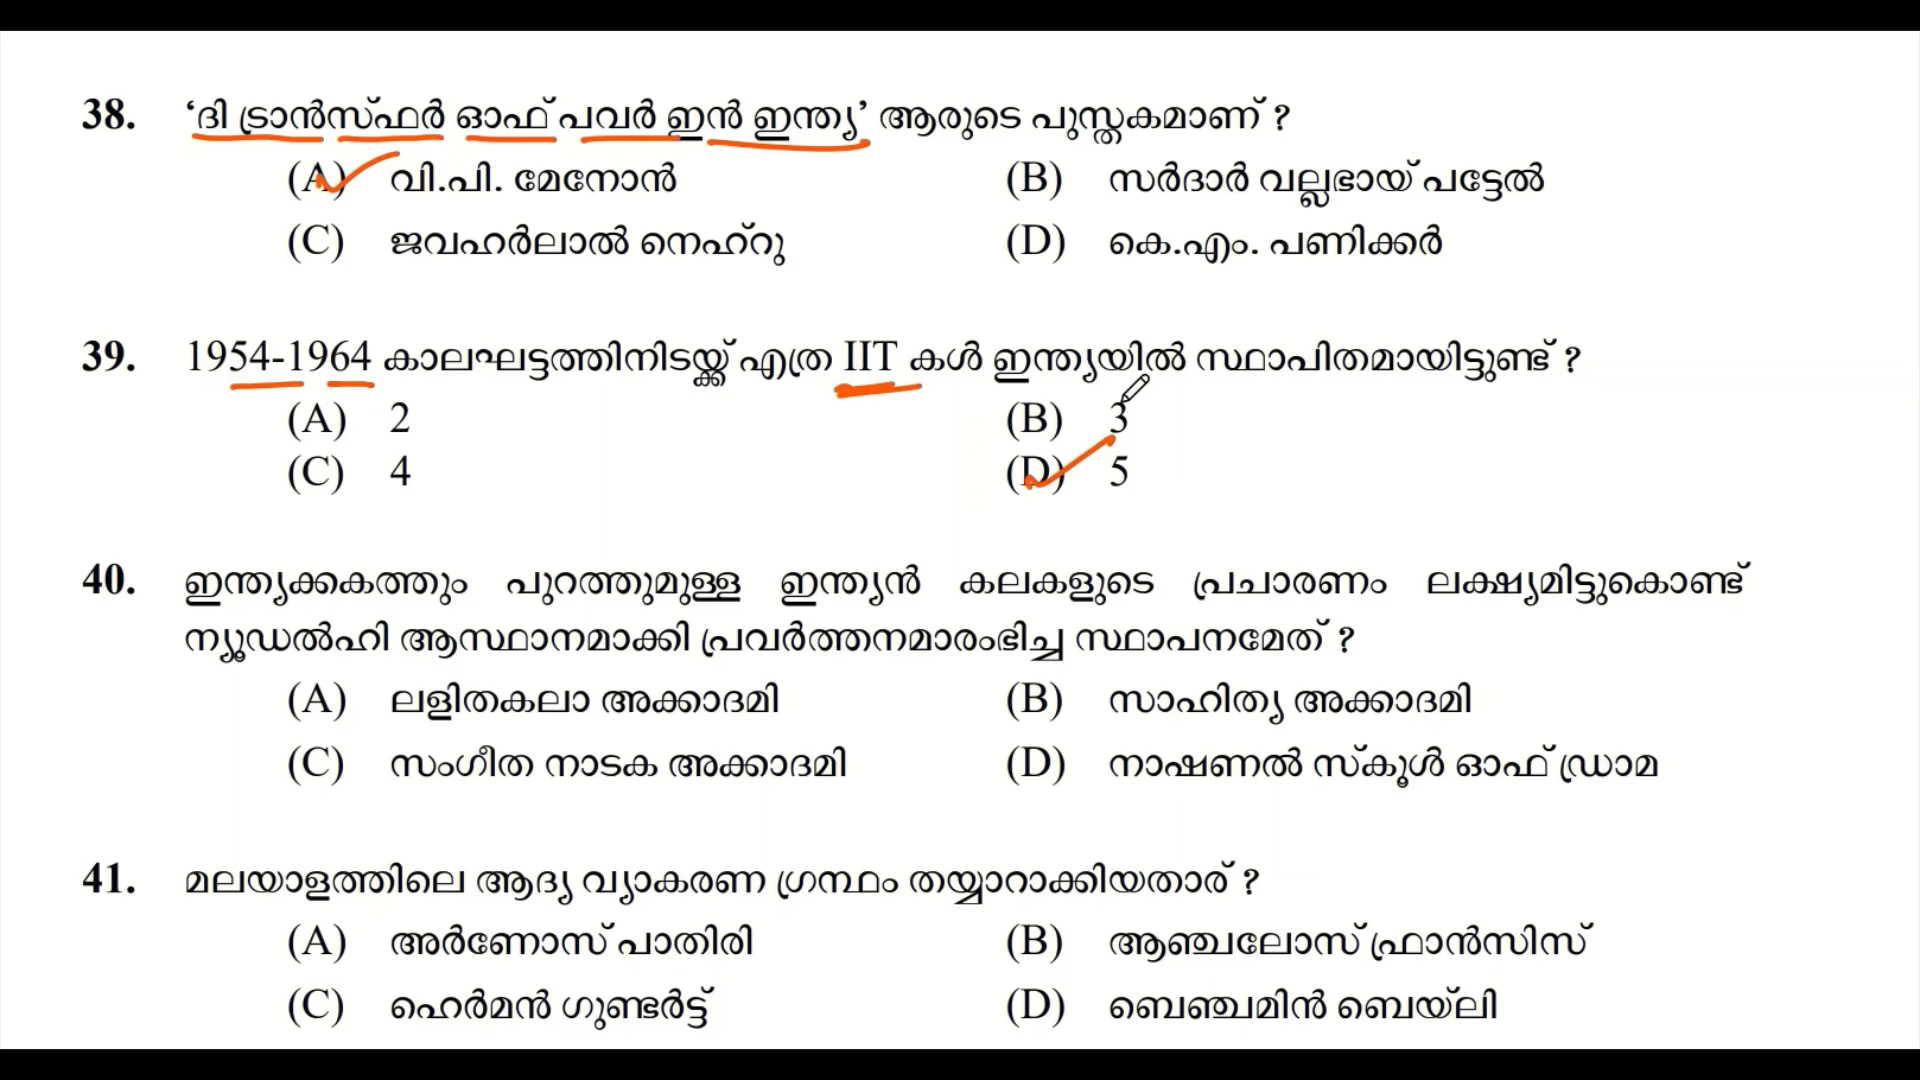 38. ‘ദി ട്രാൻസ്ഫർ ഓഫ് പവർ ഇൻ ഇന്ത്യ’ ആരുടെ പുസ്തകമാണ് ?
(A) വി.പി. മേനോൻ (B) സർദാർ വല്ലഭായ് പട്ടേൽ
(C) ജവഹർലാൽ നെഹ്റു (D) കെ.എം. പണിക്കർ
39. 1954-1964 കാലഘട്ടത്തിനിടയ്ക്ക് എത്ര IIT കൾ ഇന്ത്യയിൽ സ്ഥാപിതമായിട്ടുണ്ട് ?
(A) 2 (B) 3
(C) 4 (D) 5
40. ഇന്ത്യക്കകത്തും പുറത്തുമുള്ള ഇന്ത്യൻ കലകളുടെ പ്രചാരണം ലക്ഷ്യമിട്ടുകൊണ്ട്
ന്യൂഡൽഹി ആസ്ഥാനമാക്കി പ്രവർത്തനമാരംഭിച്ച സ്ഥാപനമേത് ?
(A) ലളിതകലാ അക്കാദമി (B) സാഹിത്യ അക്കാദമി
(C) സംഗീത നാടക അക്കാദമി (D) നാഷണൽ സ്കൂൾ ഓഫ് ഡ്രാമ
41. മലയാളത്തിലെ ആദ്യ വ്യാകരണ ഗ്രന്ഥം തയ്യാറാക്കിയതാര് ?
(A) അർണോസ് പാതിരി (B) ആഞ്ചലോസ് ഫ്രാൻസിസ്
(C) ഹെർമൻ ഗുണ്ടർട്ട് (D) ബെഞ്ചമിൻ ബെയ്ലി